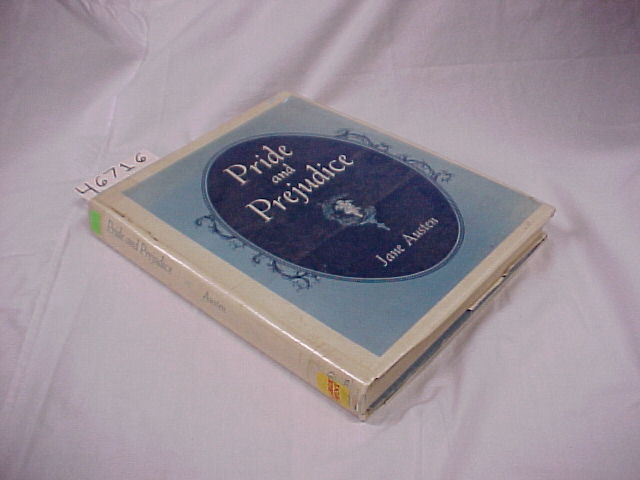 46716
Pride
and
Prejudice
Jane Austen
Pride and Prejudice
Austen